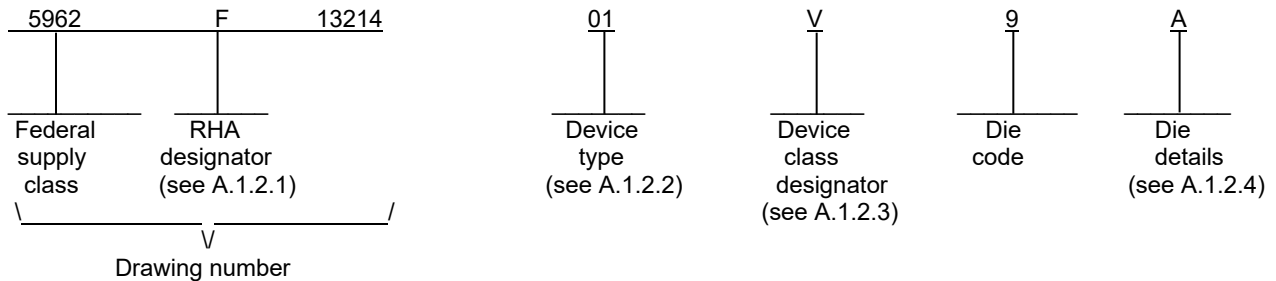 5962 F 13214 01 V 9 A
Federal RHA Device Device Die Die
supply designator type class code details
class (see A.1.2.1) (see A.1.2.2) designator (see A.1.2.4)
(see A.1.2.3)
Drawing number